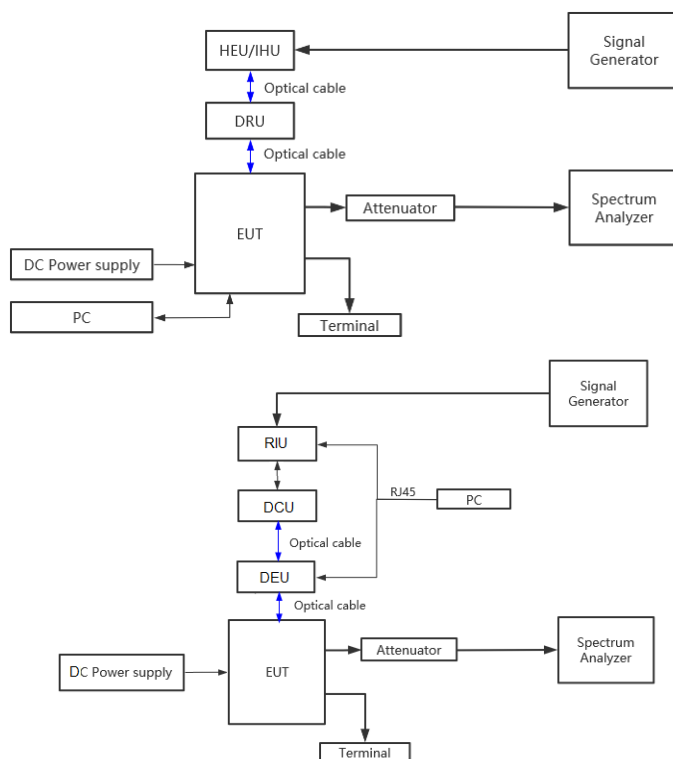 HEU/IHU
Signal
Generator
Optical cable
DRU
Optical cable
EUT
Attenuator
Spectrum
Analyzer
DC Power supply
PC
Terminal
Signal
Generator
RIU
RJ45
PC
DCU
Optical cable
DEU
Optical cable
EUT
Attenuator
Spectrum
Analyzer
DC Power supply
Terminal